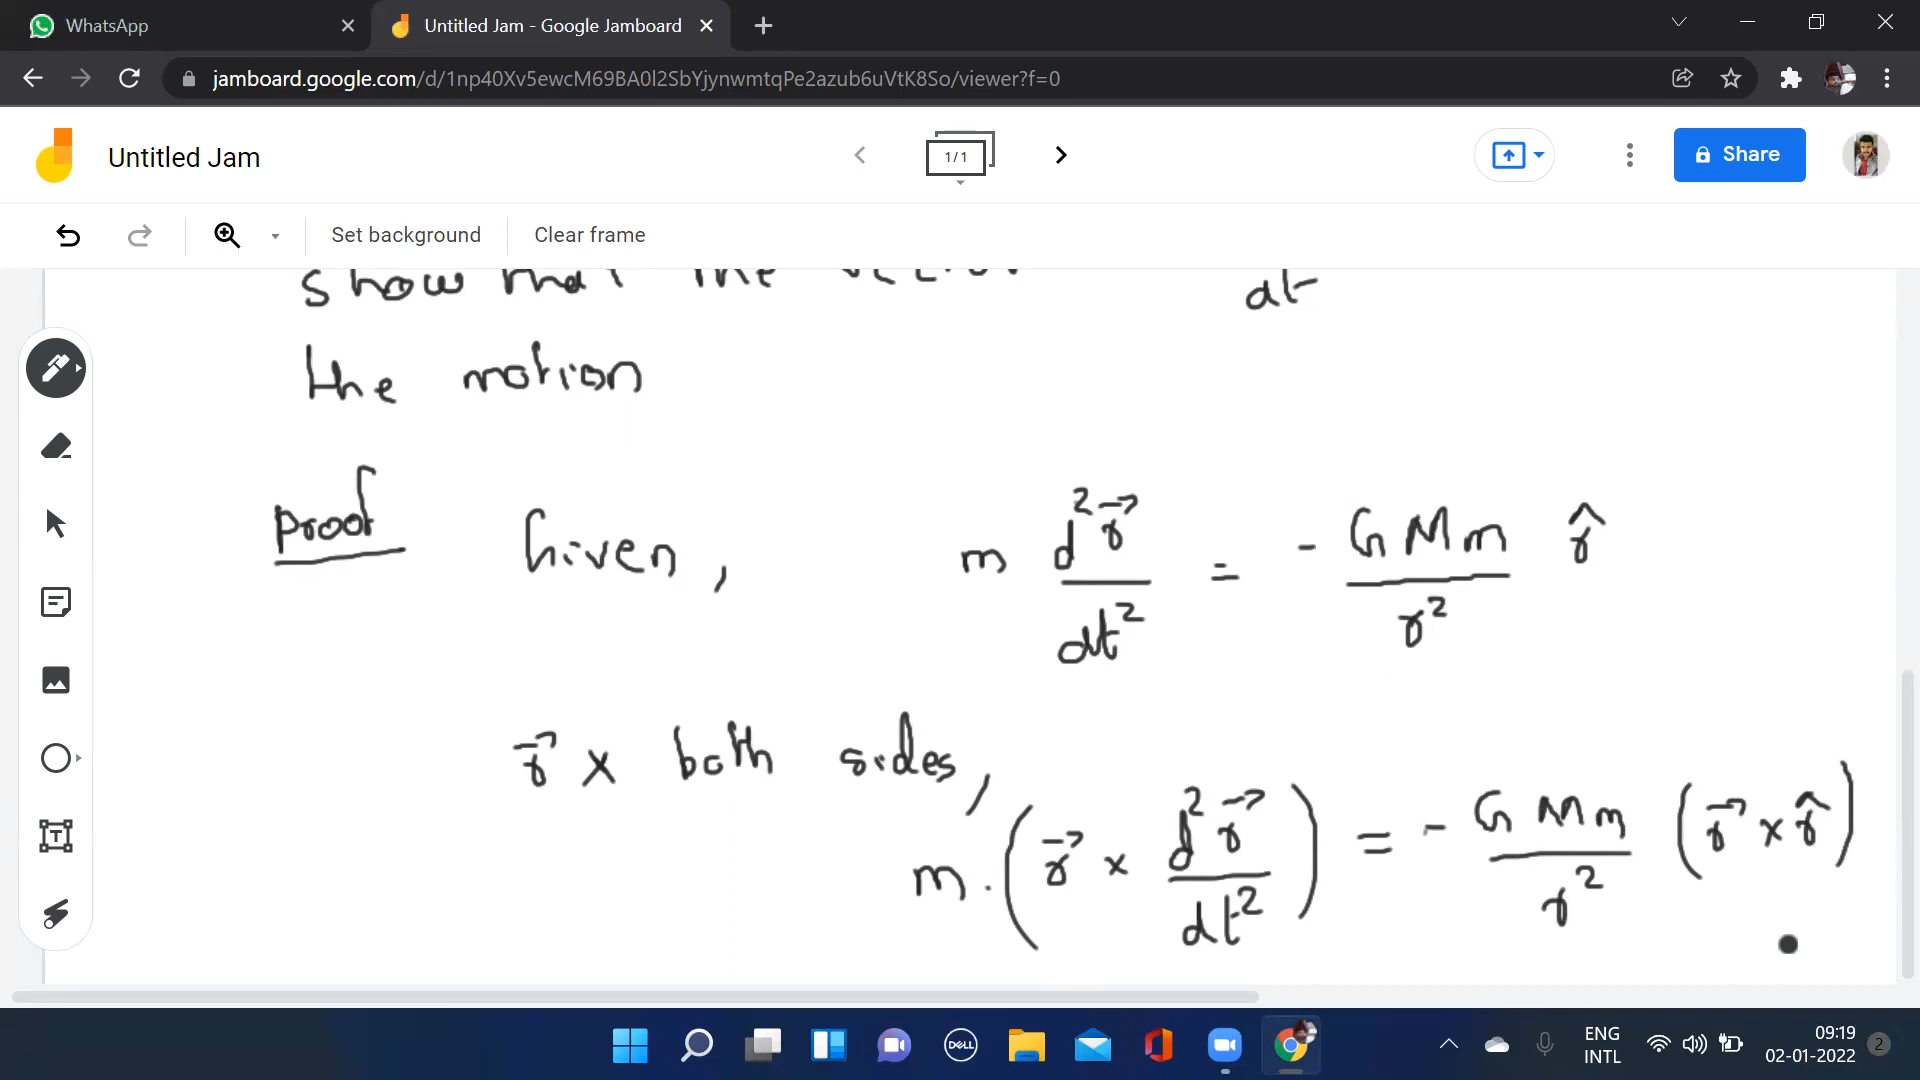 WhatsApp
Untitled Jam - Google Jamboard
jamboard.google.com/d/1np40Xv5ewcM69BA0l2SbYjynwmtqPe2azub6uVtK8So/viewer?f=0
Untitled Jam
1/1
Share
Set background
Clear frame
show that the vector
dt
the motion
Proof Given, m d²r⃗/dt² = - GMm/r² r̂
r⃗ × both sides,
m.(r⃗ × d²r⃗/dt²) = - GMm/r² (r⃗ × r̂)
DELL
ENG
INTL
09:19
02-01-2022
2